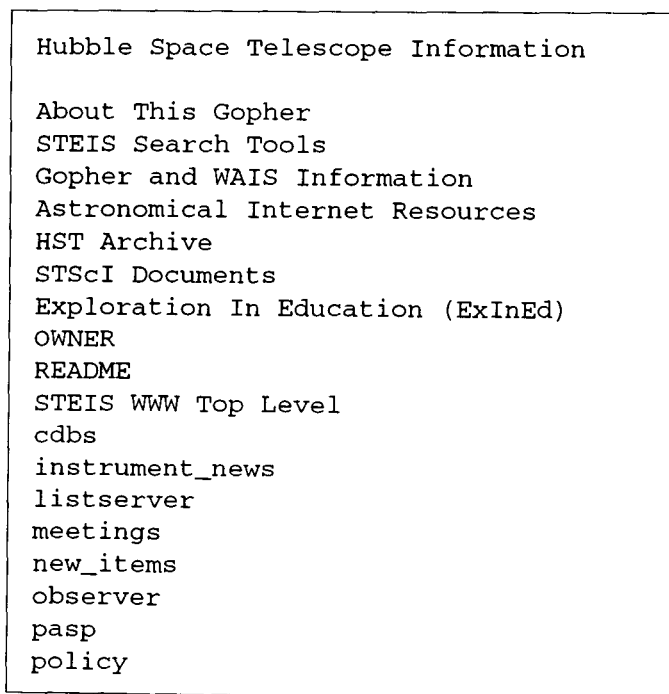 Hubble Space Telescope Information
About This Gopher
STEIS Search Tools
Gopher and WAIS Information
Astronomical Internet Resources
HST Archive
STScI Documents
Exploration In Education (ExInEd)
OWNER
README
STEIS WWW Top Level
cdbs
instrument_news
listserver
meetings
new_items
observer
pasp
policy